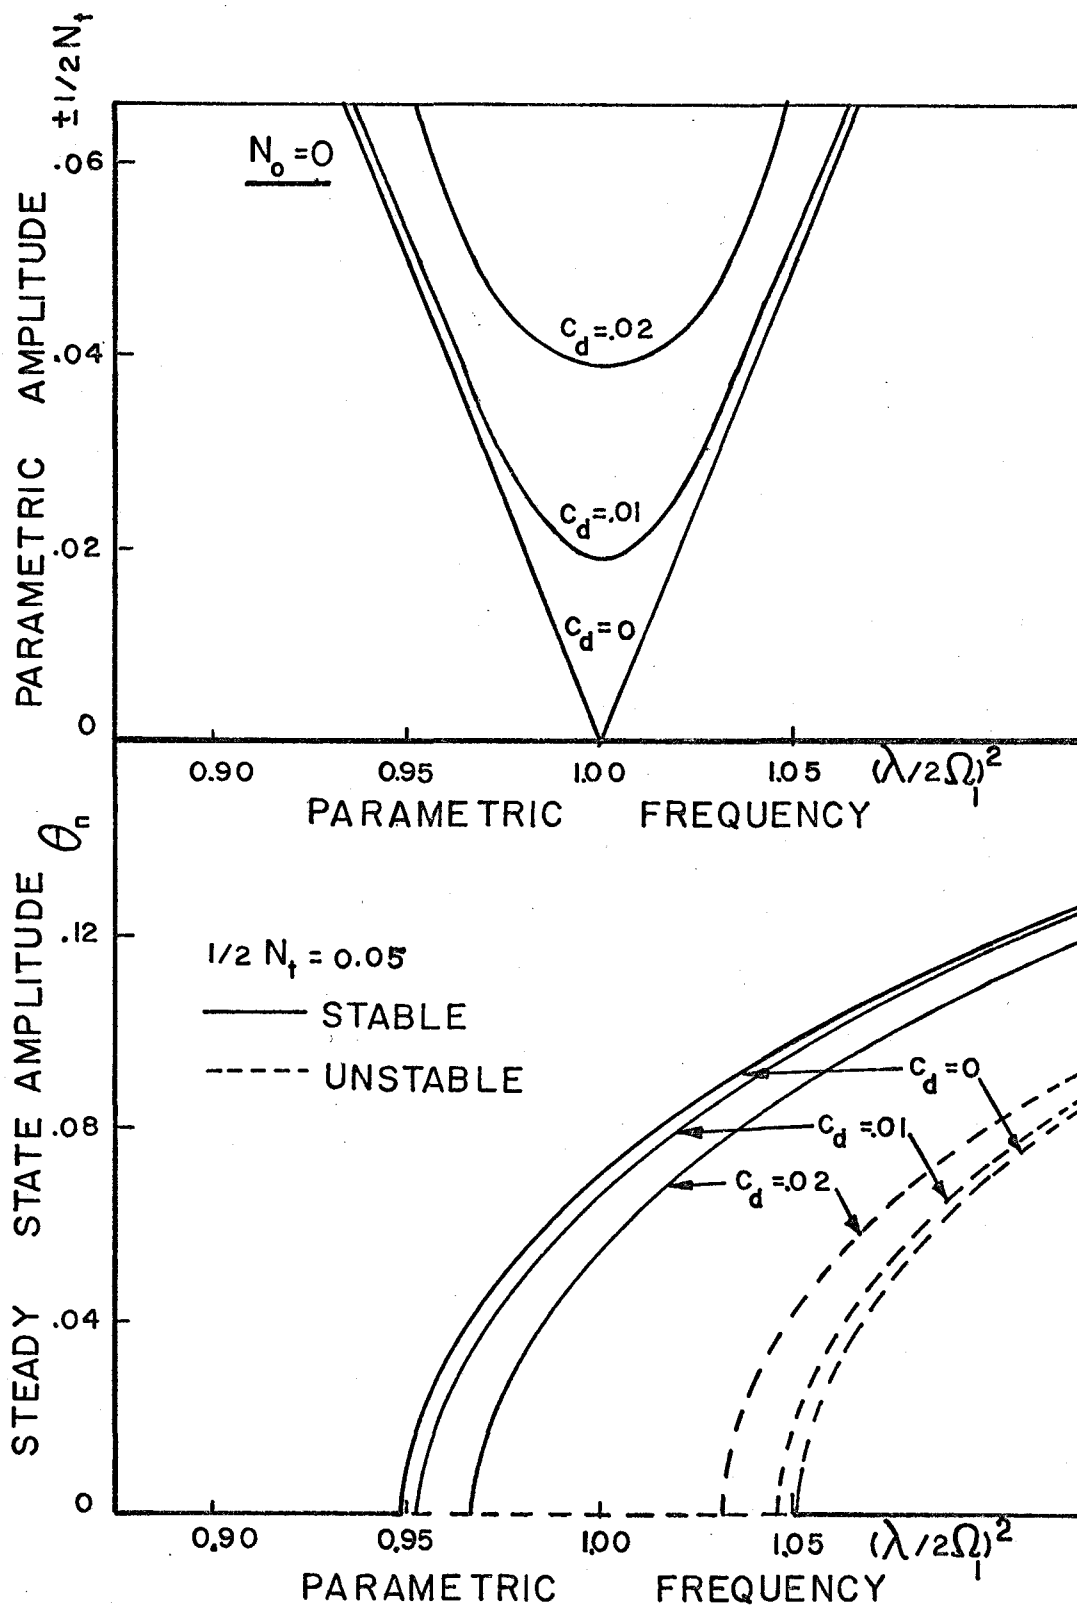 ±1/2Nₜ
PARAMETRIC AMPLITUDE
.06
.04
.02
0
N₀=0
C_d=.02
C_d=.01
C_d=0
0.90
0.95
1.00
1.05
(λ/2Ω₁)²
PARAMETRIC FREQUENCY
STEADY STATE AMPLITUDE θₙ
.12
.08
.04
0
1/2 Nₜ = 0.05
STABLE
UNSTABLE
C_d=0
C_d=.01
C_d=.02
0.90
0.95
1.00
1.05
(λ/2Ω₁)²
PARAMETRIC FREQUENCY